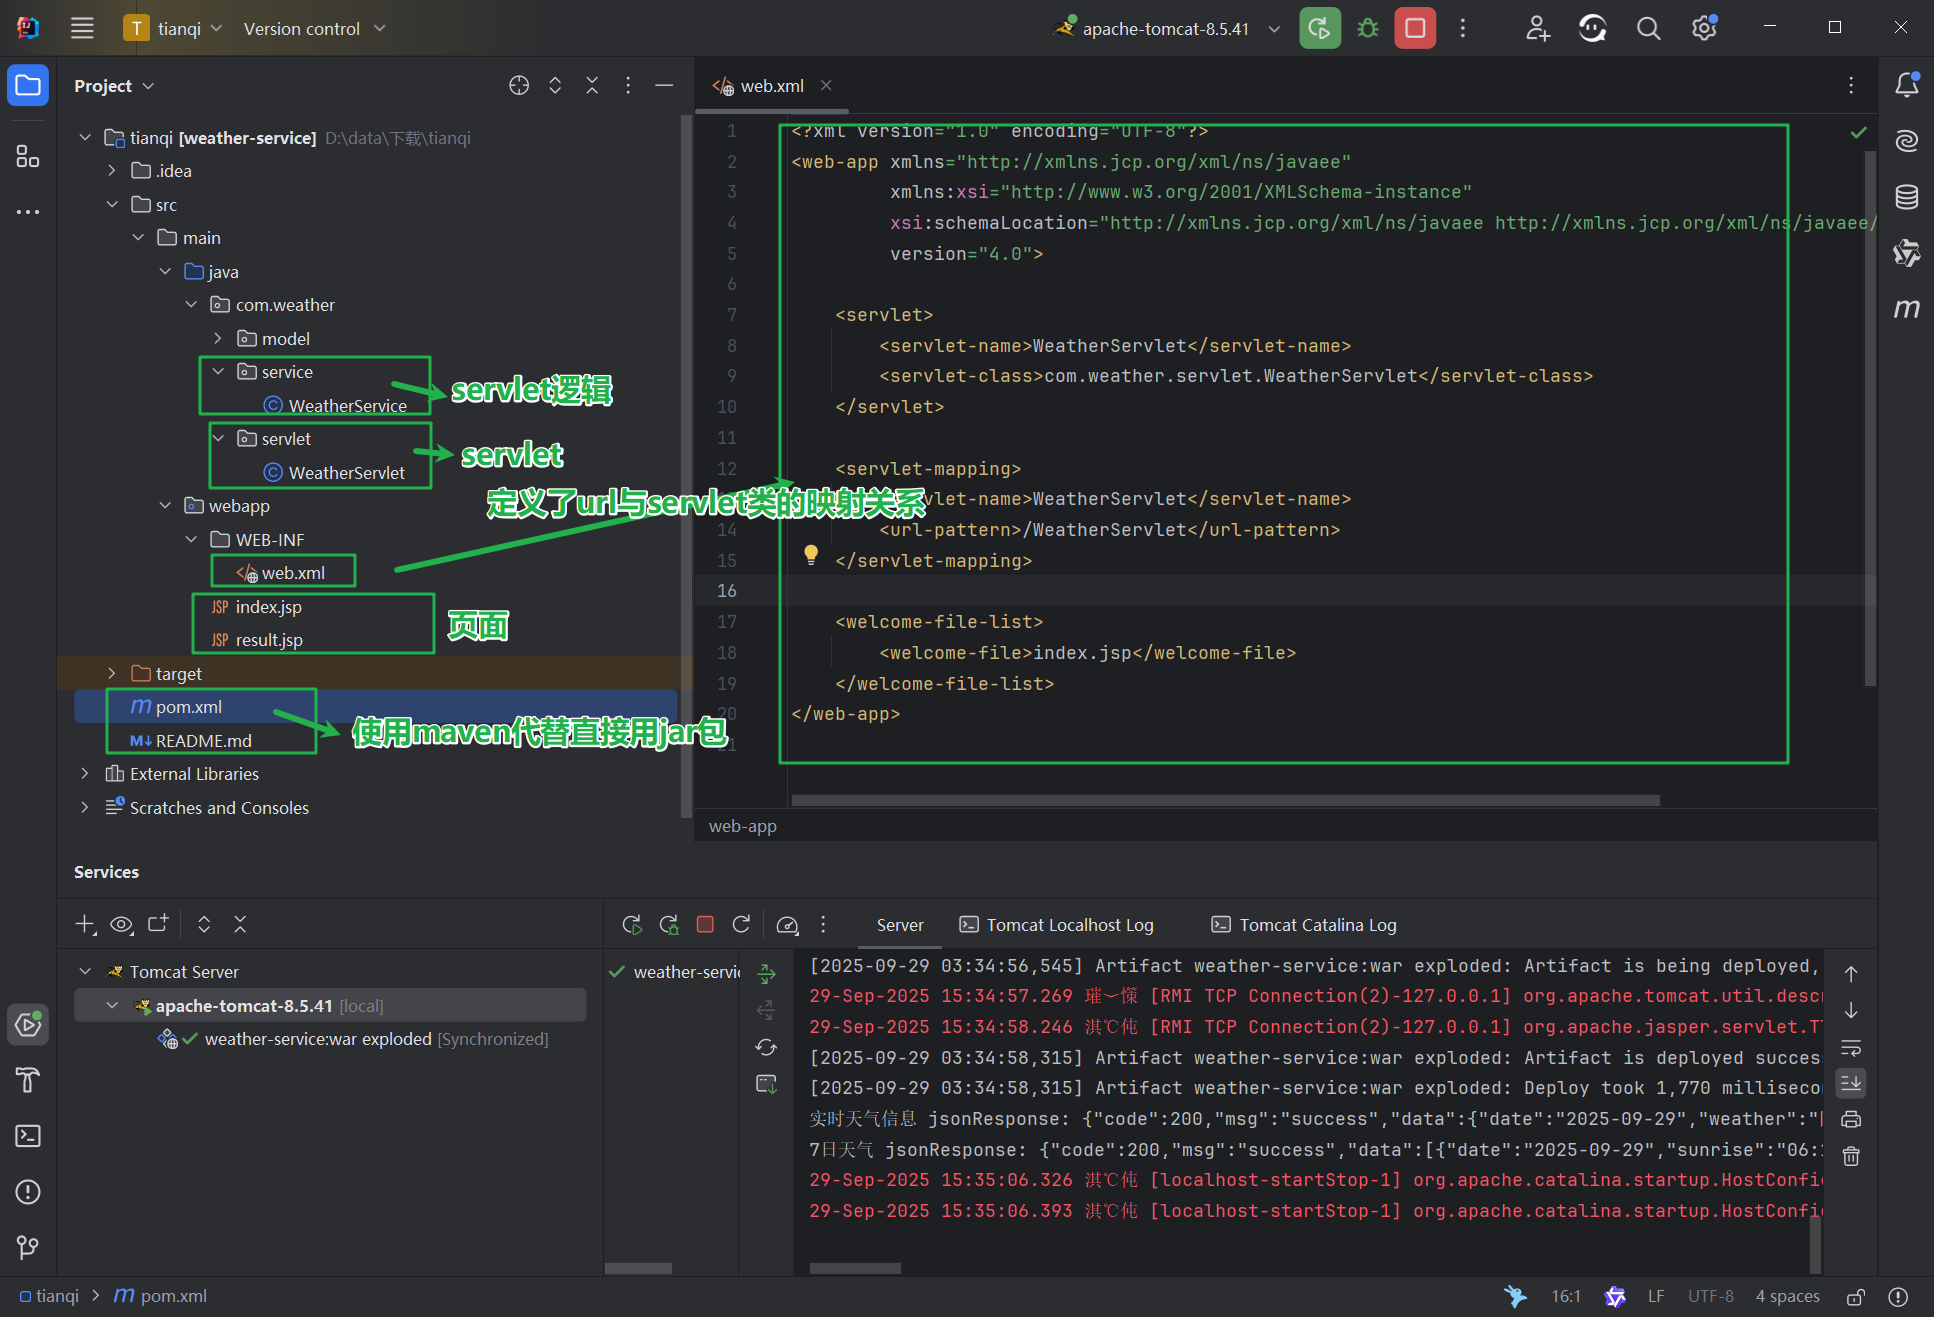 T tianqi Version control apache-tomcat-8.5.41
Project
web.xml
tianqi [weather-service] D:\data\下载\tianqi
.idea
src
main
java
com.weather
model
service
WeatherService
servlet逻辑
servlet
WeatherServlet
servlet
webapp
定义了url与servlet类的映射关系
WEB-INF
web.xml
index.jsp
result.jsp
页面
target
pom.xml
README.md
使用maven代替直接用jar包
External Libraries
Scratches and Consoles
1 <?xml version="1.0" encoding="UTF-8"?>
2 <web-app xmlns="http://xmlns.jcp.org/xml/ns/javaee"
3 xmlns:xsi="http://www.w3.org/2001/XMLSchema-instance"
4 xsi:schemaLocation="http://xmlns.jcp.org/xml/ns/javaee http://xmlns.jcp.org/xml/ns/javaee/
5 version="4.0">
6
7 <servlet>
8 <servlet-name>WeatherServlet</servlet-name>
9 <servlet-class>com.weather.servlet.WeatherServlet</servlet-class>
10 </servlet>
11
12 <servlet-mapping>
vlet-name>WeatherServlet</servlet-name>
14 <url-pattern>/WeatherServlet</url-pattern>
15 </servlet-mapping>
16
17 <welcome-file-list>
18 <welcome-file>index.jsp</welcome-file>
19 </welcome-file-list>
20 </web-app>
21
web-app
Services
Server Tomcat Localhost Log Tomcat Catalina Log
Tomcat Server
apache-tomcat-8.5.41 [local]
weather-service:war exploded [Synchronized]
weather-servic
[2025-09-29 03:34:56,545] Artifact weather-service:war exploded: Artifact is being deployed,
29-Sep-2025 15:34:57.269 [RMI TCP Connection(2)-127.0.0.1] org.apache.tomcat.util.descr
29-Sep-2025 15:34:58.246 淇℃伅 [RMI TCP Connection(2)-127.0.0.1] org.apache.jasper.servlet.T
[2025-09-29 03:34:58,315] Artifact weather-service:war exploded: Artifact is deployed succes
[2025-09-29 03:34:58,315] Artifact weather-service:war exploded: Deploy took 1,770 millisecon
实时天气信息 jsonResponse: {"code":200,"msg":"success","data":{"date":"2025-09-29","weather":"
7日天气 jsonResponse: {"code":200,"msg":"success","data":[{"date":"2025-09-29","sunrise":"06:
29-Sep-2025 15:35:06.326 淇℃伅 [localhost-startStop-1] org.apache.catalina.startup.HostConfi
29-Sep-2025 15:35:06.393 淇℃伅 [localhost-startStop-1] org.apache.catalina.startup.HostConfi
tianqi > pom.xml
16:1 LF UTF-8 4 spaces